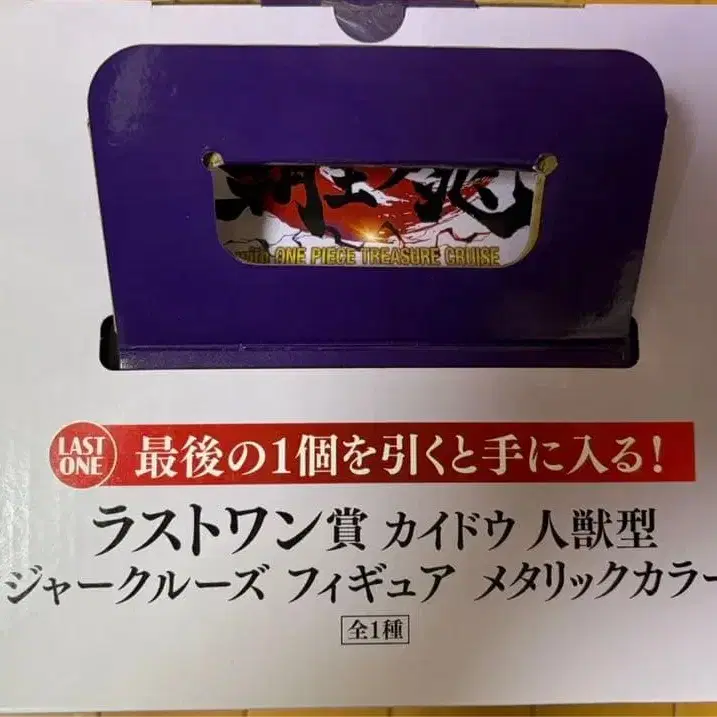 with ONE PIECE TREASURE CRUISE
LAST
ONE
最後の1個を引くと手に入る!
ラストワン賞 カイドウ 人獣型
ジャークルーズ フィギュア メタリックカラー
全1種